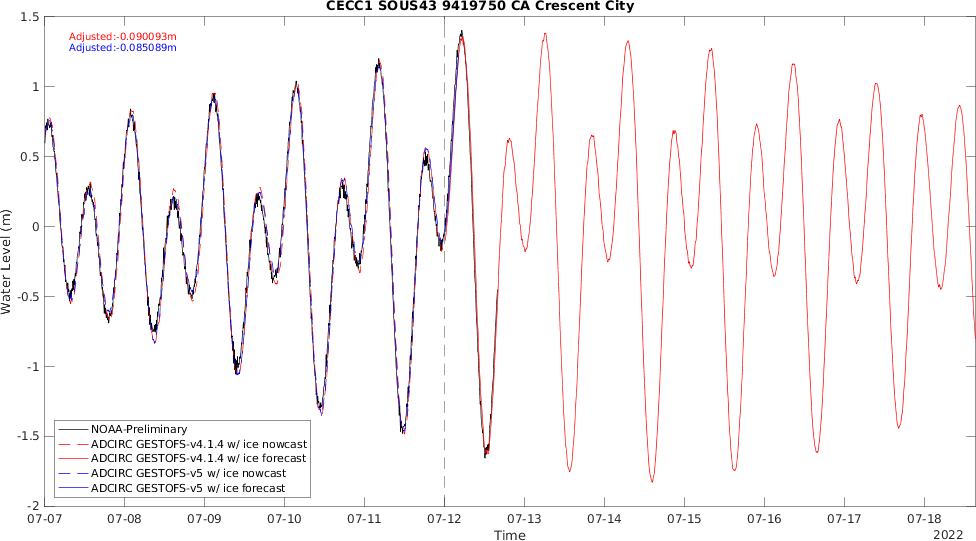 CECC1 SOUS43 9419750 CA Crescent City
Adjusted:-0.090093m
Adjusted:-0.085089m
1.5
1
0.5
0
-0.5
-1
-1.5
-2
Water Level (m)
NOAA-Preliminary
ADCIRC GESTOFS-v4.1.4 w/ ice nowcast
ADCIRC GESTOFS-v4.1.4 w/ ice forecast
ADCIRC GESTOFS-v5 w/ ice nowcast
ADCIRC GESTOFS-v5 w/ ice forecast
07-07 07-08 07-09 07-10 07-11 07-12 07-13 07-14 07-15 07-16 07-17 07-18
Time
2022